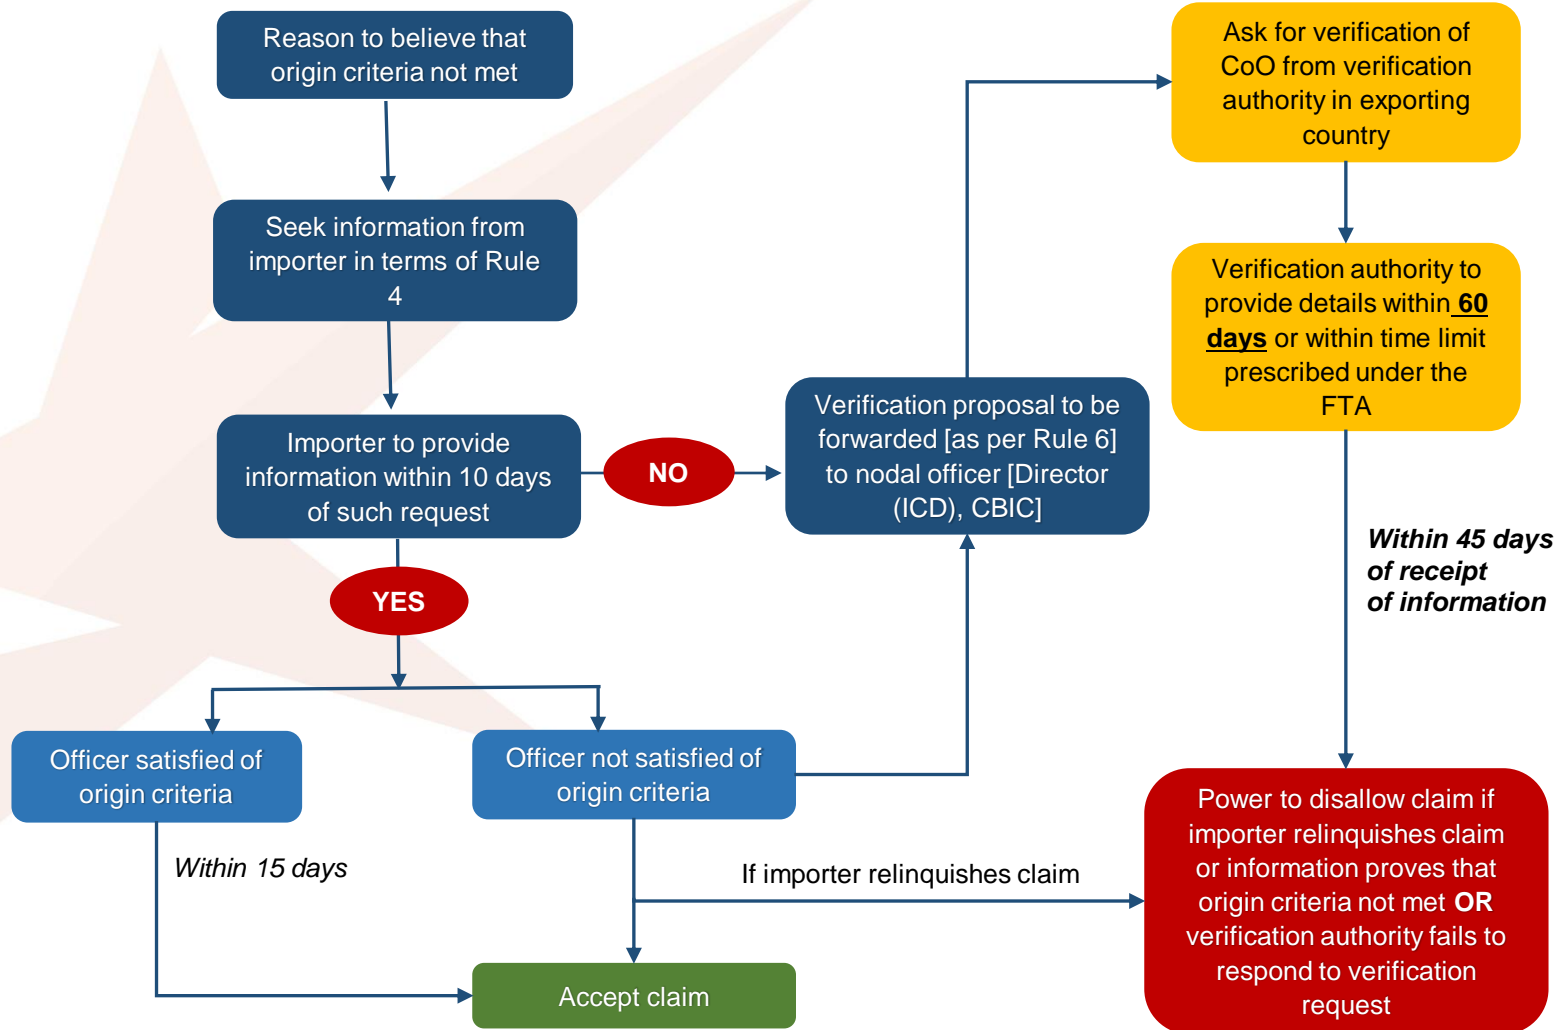 Reason to believe that
origin criteria not met
Seek information from
importer in terms of Rule
4
Importer to provide
information within 10 days
of such request
NO
YES
Officer satisfied of
origin criteria
Officer not satisfied of
origin criteria
Within 15 days
If importer relinquishes claim
Accept claim
Verification proposal to be
forwarded [as per Rule 6]
to nodal officer [Director
(ICD), CBIC]
Ask for verification of
CoO from verification
authority in exporting
country
Verification authority to
provide details within 60
days or within time limit
prescribed under the
FTA
Within 45 days
of receipt
of information
Power to disallow claim if
importer relinquishes claim
or information proves that
origin criteria not met OR
verification authority fails to
respond to verification
request